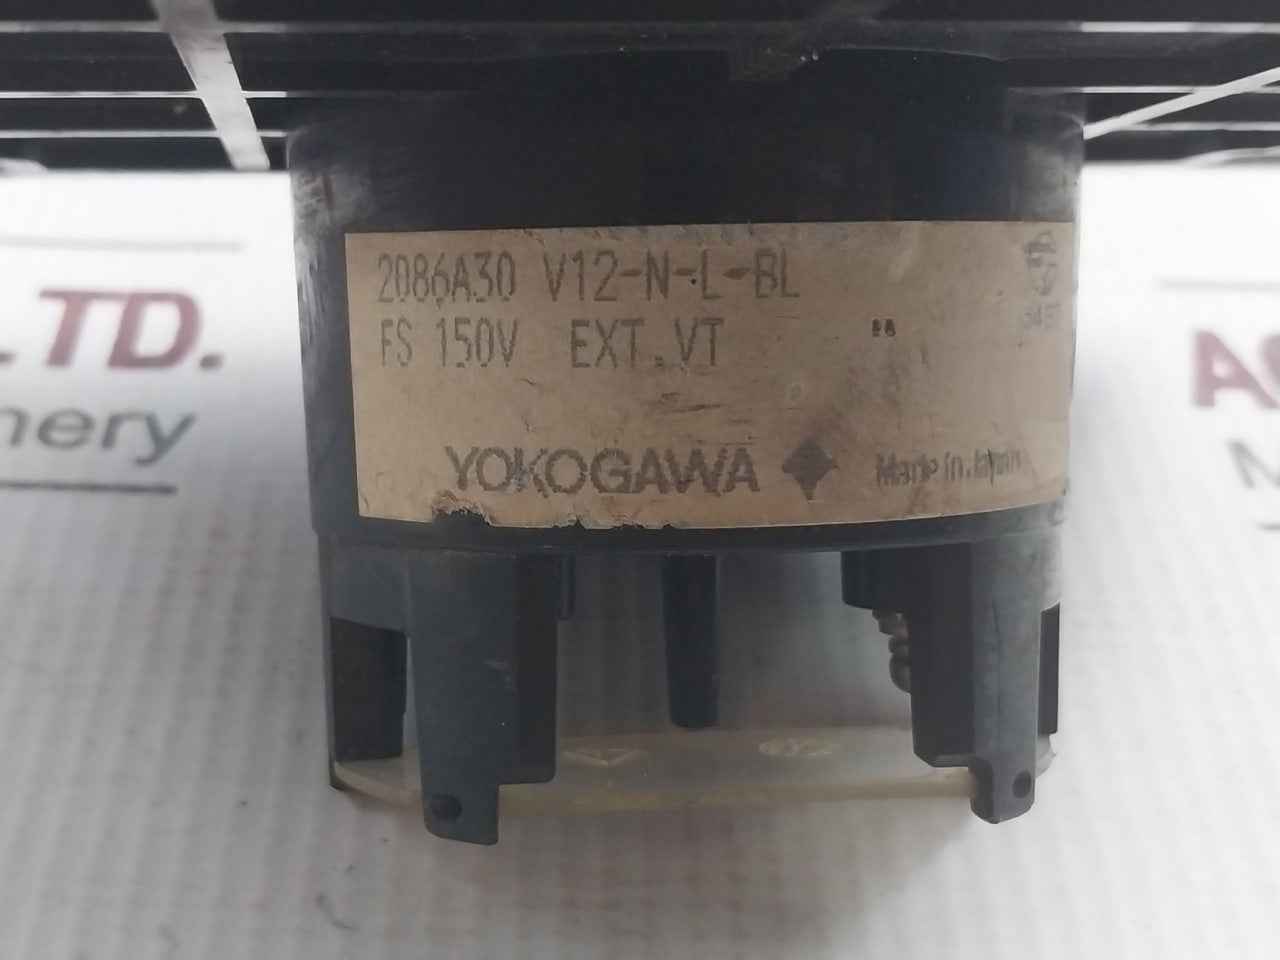 2086A30 V12-N-L-BL
FS 150V EXT.VT "
YOKOGAWA Made in Japan
.LTD.
nery
A
M